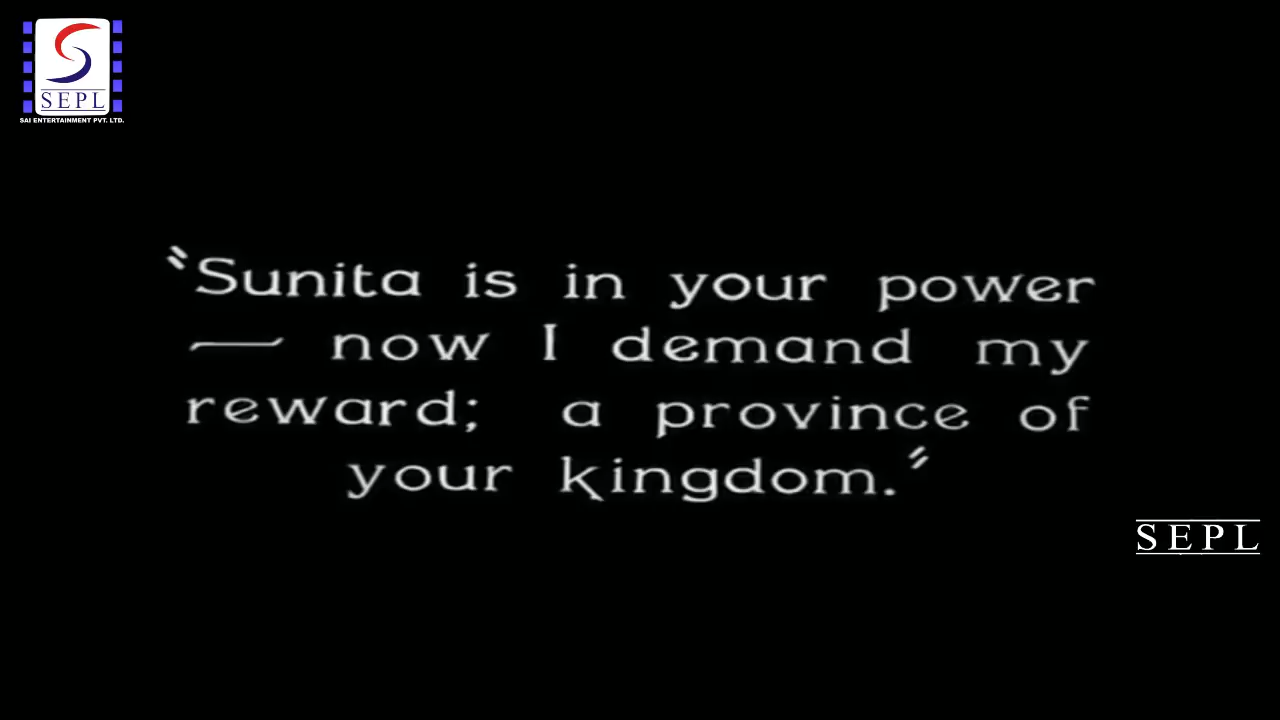 SEPL
SAI ENTERTAINMENT PVT. LTD.
"Sunita is in your power
— now I demand my
reward; a province of
your kingdom."
SEPL